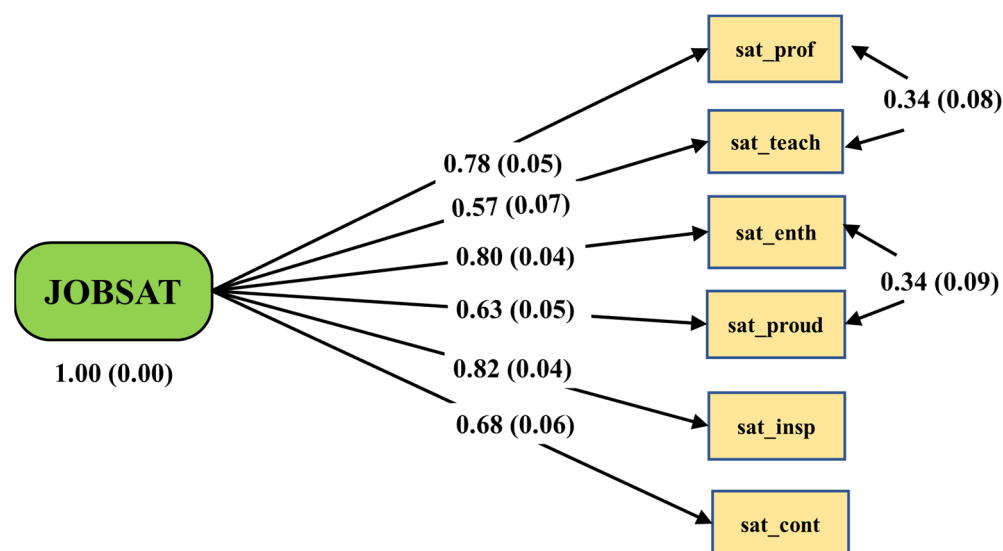 sat_prof
0.34 (0.08)
sat_teach
0.78 (0.05)
0.57 (0.07)
sat_enth
0.80 (0.04)
JOBSAT
0.34 (0.09)
0.63 (0.05)
sat_proud
1.00 (0.00)
0.82 (0.04)
0.68 (0.06)
sat_insp
sat_cont